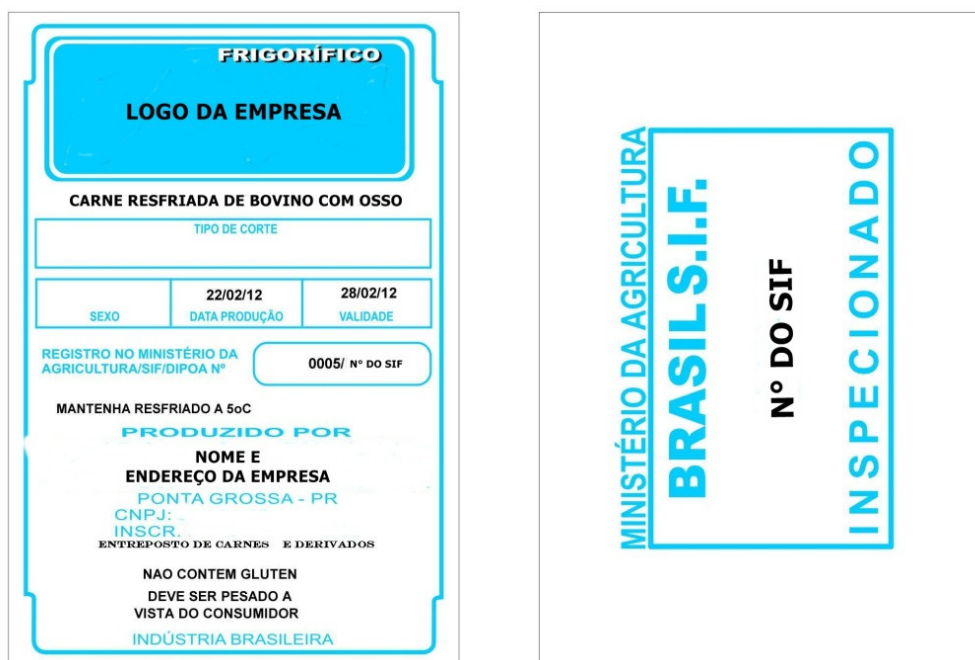 FRIGORÍFICO
LOGO DA EMPRESA
CARNE RESFRIADA DE BOVINO COM OSSO
TIPO DE CORTE
SEXO
22/02/12
DATA PRODUÇÃO
28/02/12
VALIDADE
REGISTRO NO MINISTÉRIO DA
AGRICULTURA/SIF/DIPOA Nº
0005/ N° DO SIF
MANTENHA RESFRIADO A 5oC
PRODUZIDO POR
NOME E
ENDEREÇO DA EMPRESA
PONTA GROSSA - PR
CNPJ:
INSCR.
ENTREPOSTO DE CARNES E DERIVADOS
NAO CONTEM GLUTEN
DEVE SER PESADO A
VISTA DO CONSUMIDOR
INDÚSTRIA BRASILEIRA
MINISTÉRIO DA AGRICULTURA
BRASIL S.I.F.
N° DO SIF
INSPECIONADO